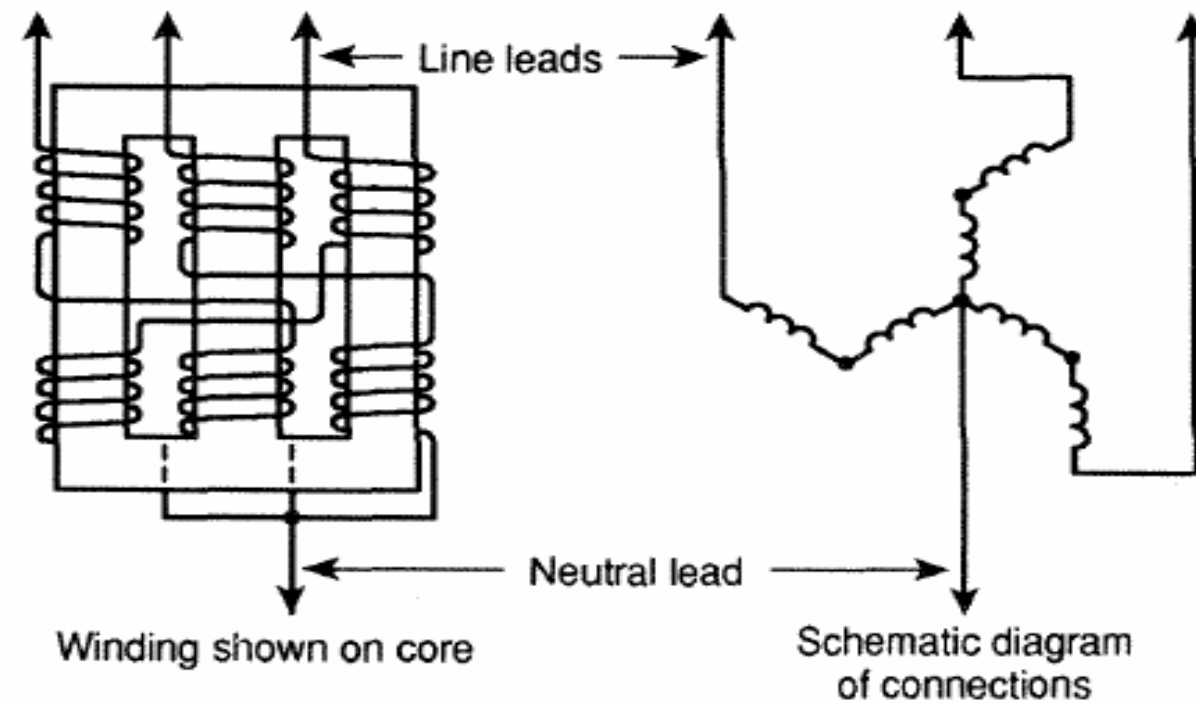 Line leads
Neutral lead
Winding shown on core
Schematic diagram
of connections